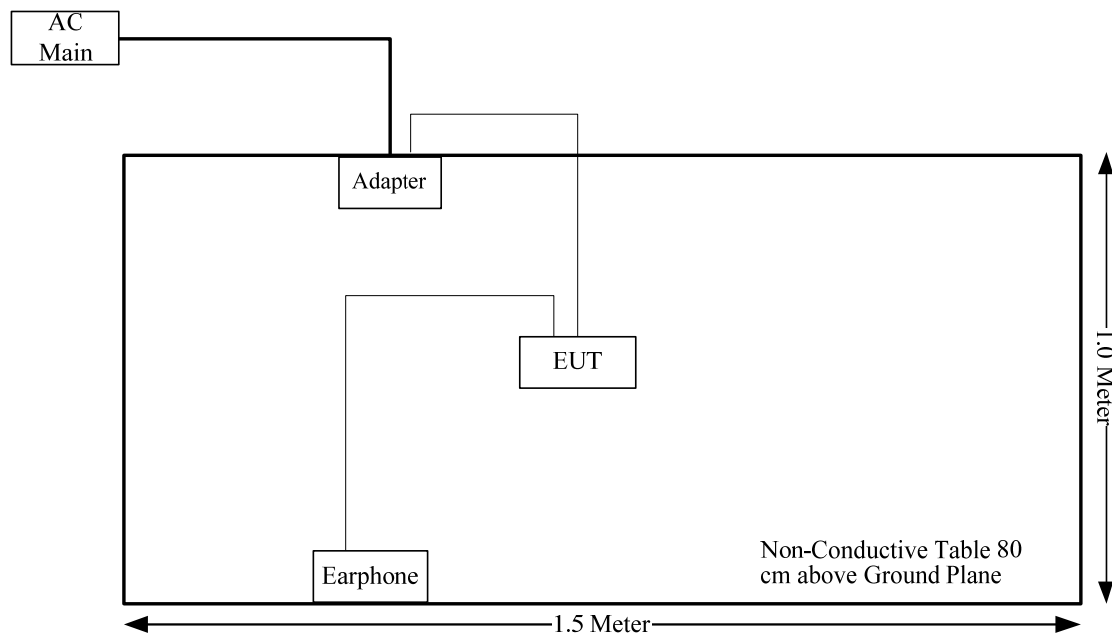 AC
Main
Adapter
EUT
1.0 Meter
Earphone
Non-Conductive Table 80
cm above Ground Plane
1.5 Meter